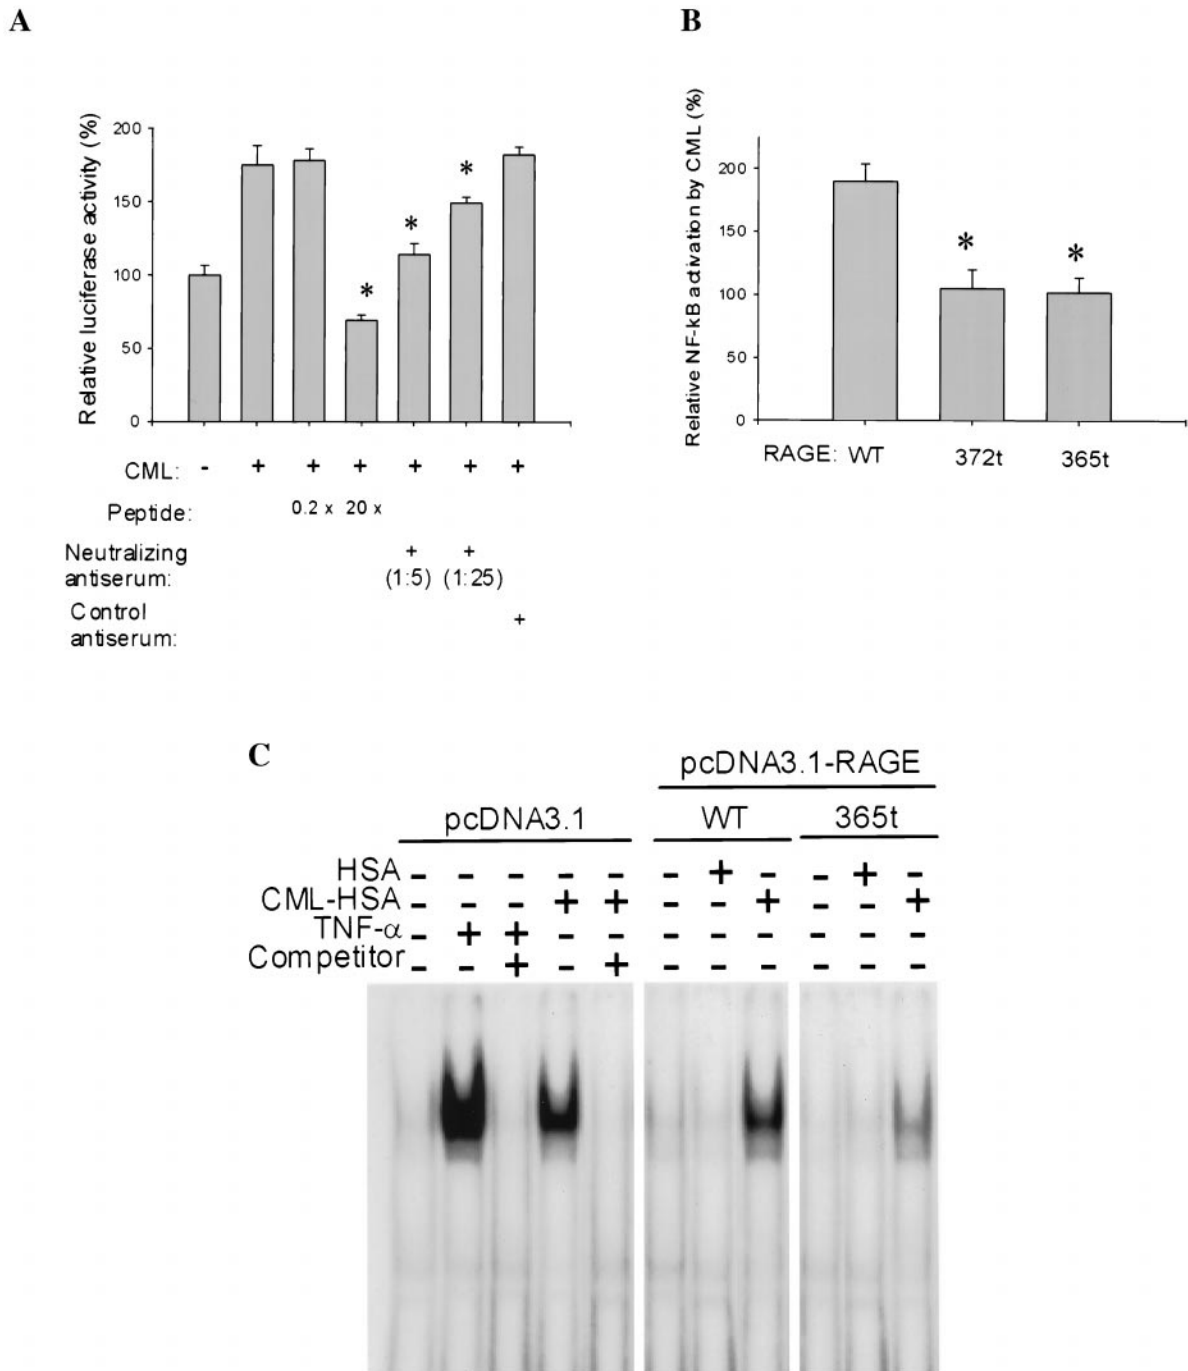 A
Relative luciferase activity (%)
200
150
100
50
0
* * *
CML: - + + + + + +
Peptide: 0.2 x 20 x
Neutralizing + +
antiserum: (1:5) (1:25)
Control +
antiserum:
B
Relative NF-kB activation by CML (%)
200
150
100
50
0
* *
RAGE: WT 372t 365t
C
pcDNA3.1-RAGE
pcDNA3.1 WT 365t
HSA - - - - - - + - - + -
CML-HSA - - - + + - - + - - +
TNF-α - + + - - - - - - - -
Competitor - - + - + - - - - - -